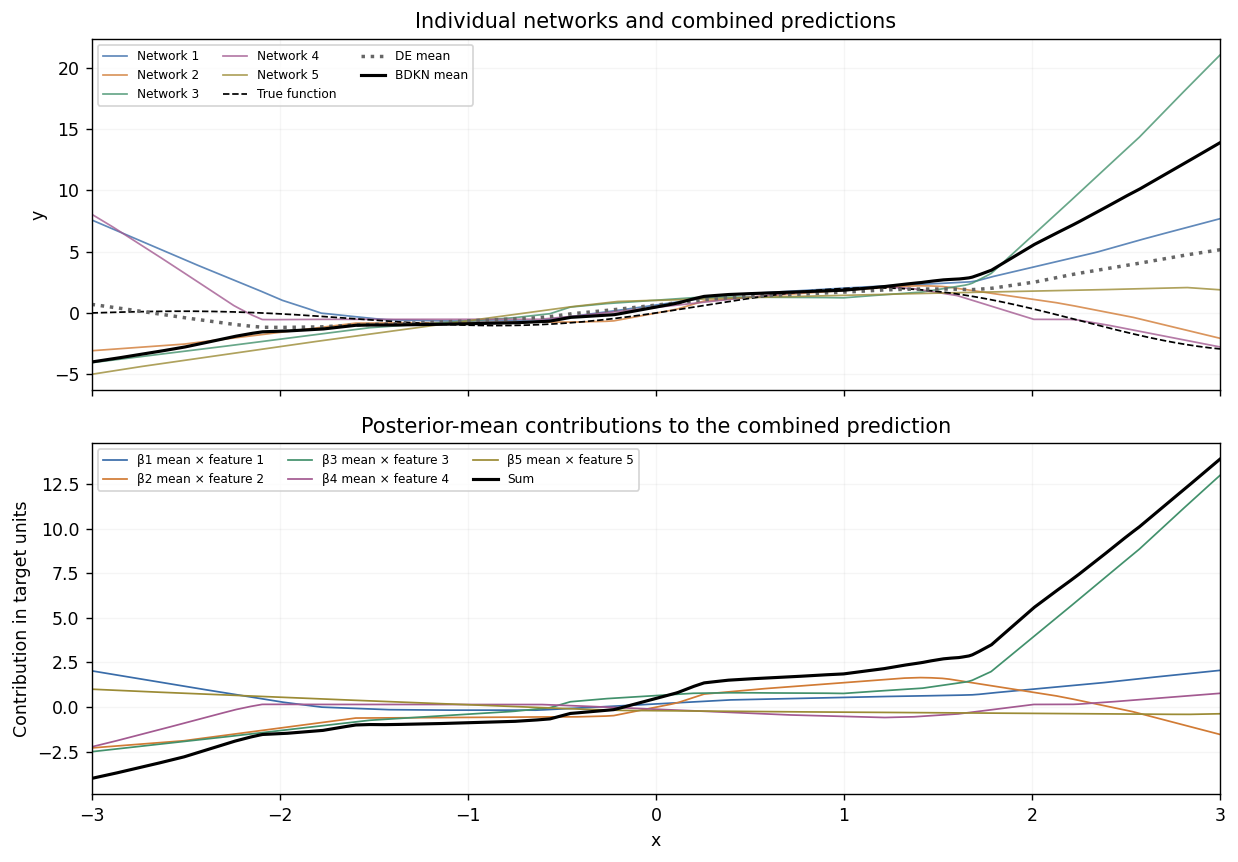 Individual networks and combined predictions
Network 1
Network 2
Network 3
Network 4
Network 5
True function
DE mean
BDKN mean
y
20
15
10
5
0
−5
Posterior-mean contributions to the combined prediction
β1 mean × feature 1
β2 mean × feature 2
β3 mean × feature 3
β4 mean × feature 4
β5 mean × feature 5
Sum
Contribution in target units
12.5
10.0
7.5
5.0
2.5
0.0
−2.5
−3
−2
−1
0
1
2
3
x